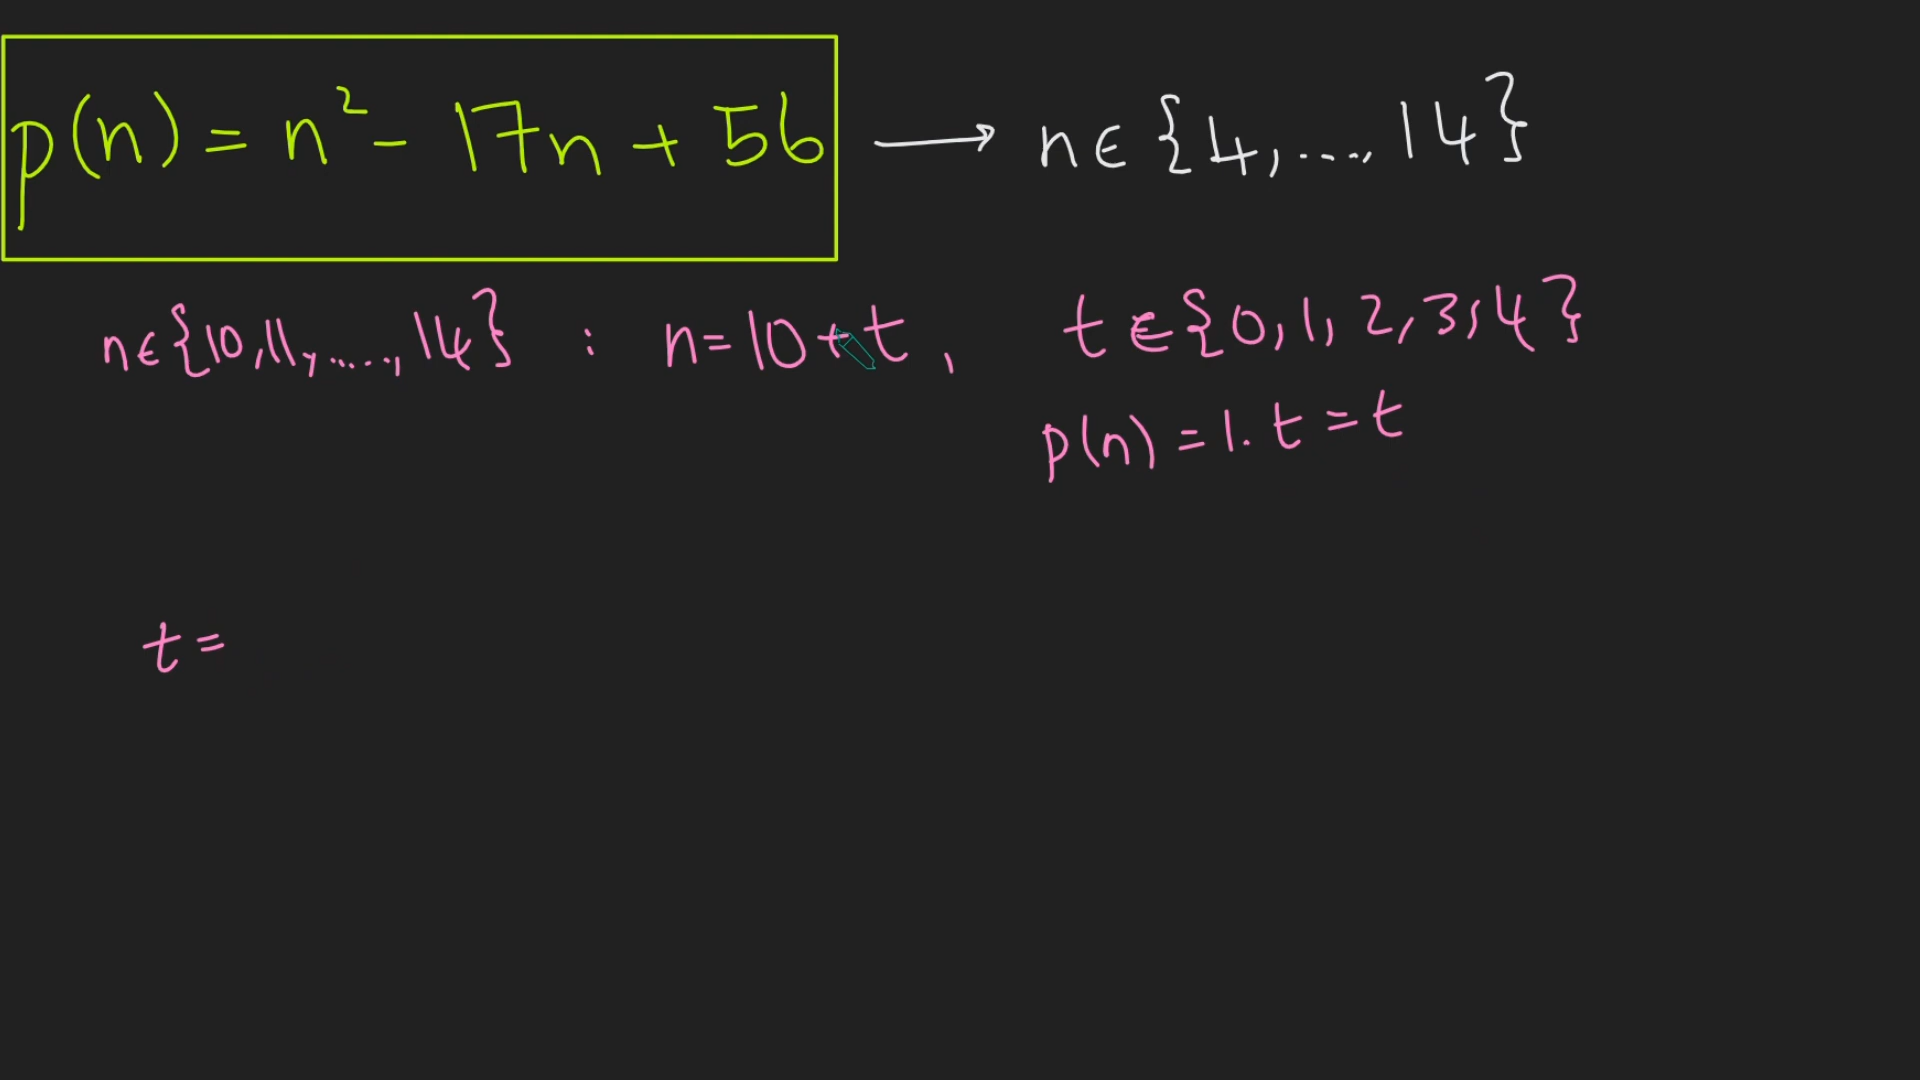 p(n) = n² - 17n + 56 → n ∈ {4, ...., 14}
n ∈ {10, 11, ....., 14} : n = 10 + t , t ∈ {0, 1, 2, 3, 4}
p(n) = 1. t = t
t =